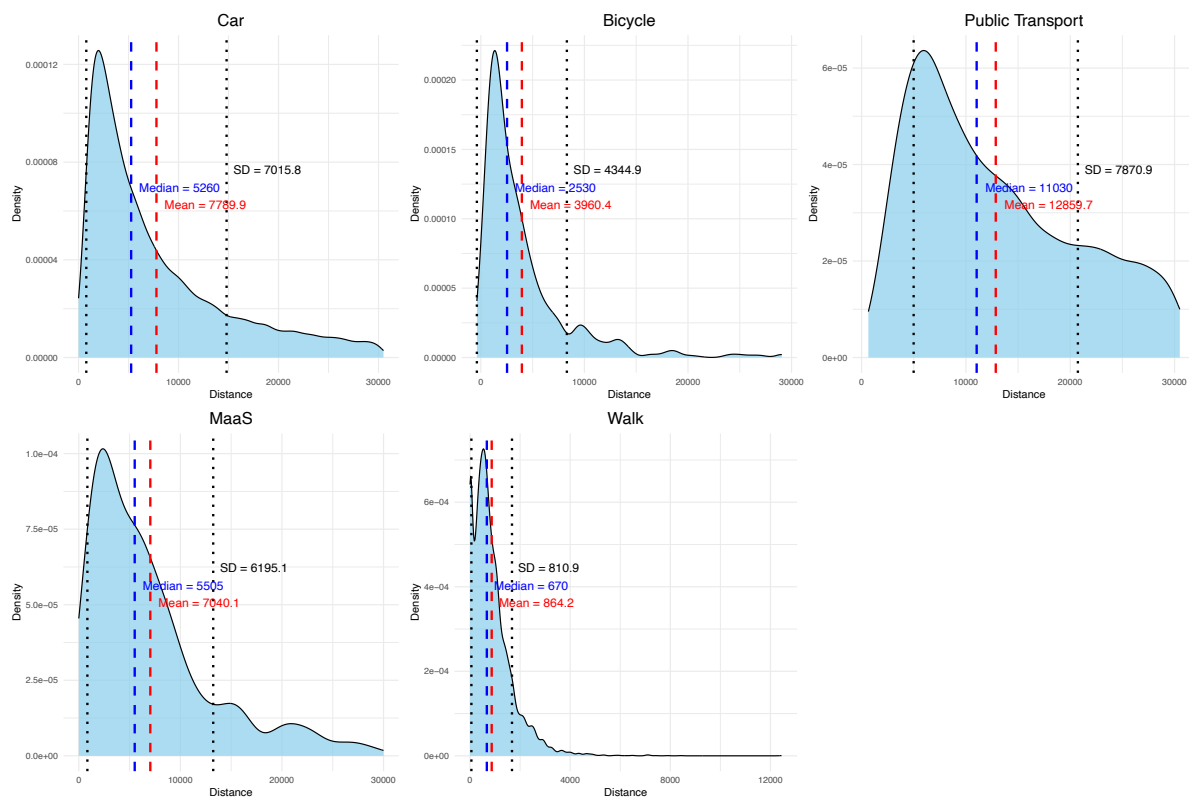 Car
Density
0.00012
0.00008
0.00004
0.00000
SD = 7015.8
Median = 5260
Mean = 7789.9
0 10000 20000 30000
Distance
Bicycle
Density
0.00020
0.00015
0.00010
0.00005
0.00000
SD = 4344.9
Median = 2530
Mean = 3960.4
0 10000 20000 30000
Distance
Public Transport
Density
6e−05
4e−05
2e−05
0e+00
SD = 7870.9
Median = 11030
Mean = 12859.7
0 10000 20000 30000
Distance
MaaS
Density
1.0e−04
7.5e−05
5.0e−05
2.5e−05
0.0e+00
SD = 6195.1
Median = 5505
Mean = 7040.1
0 10000 20000 30000
Distance
Walk
Density
6e−04
4e−04
2e−04
0e+00
SD = 810.9
Median = 670
Mean = 864.2
0 4000 8000 12000
Distance